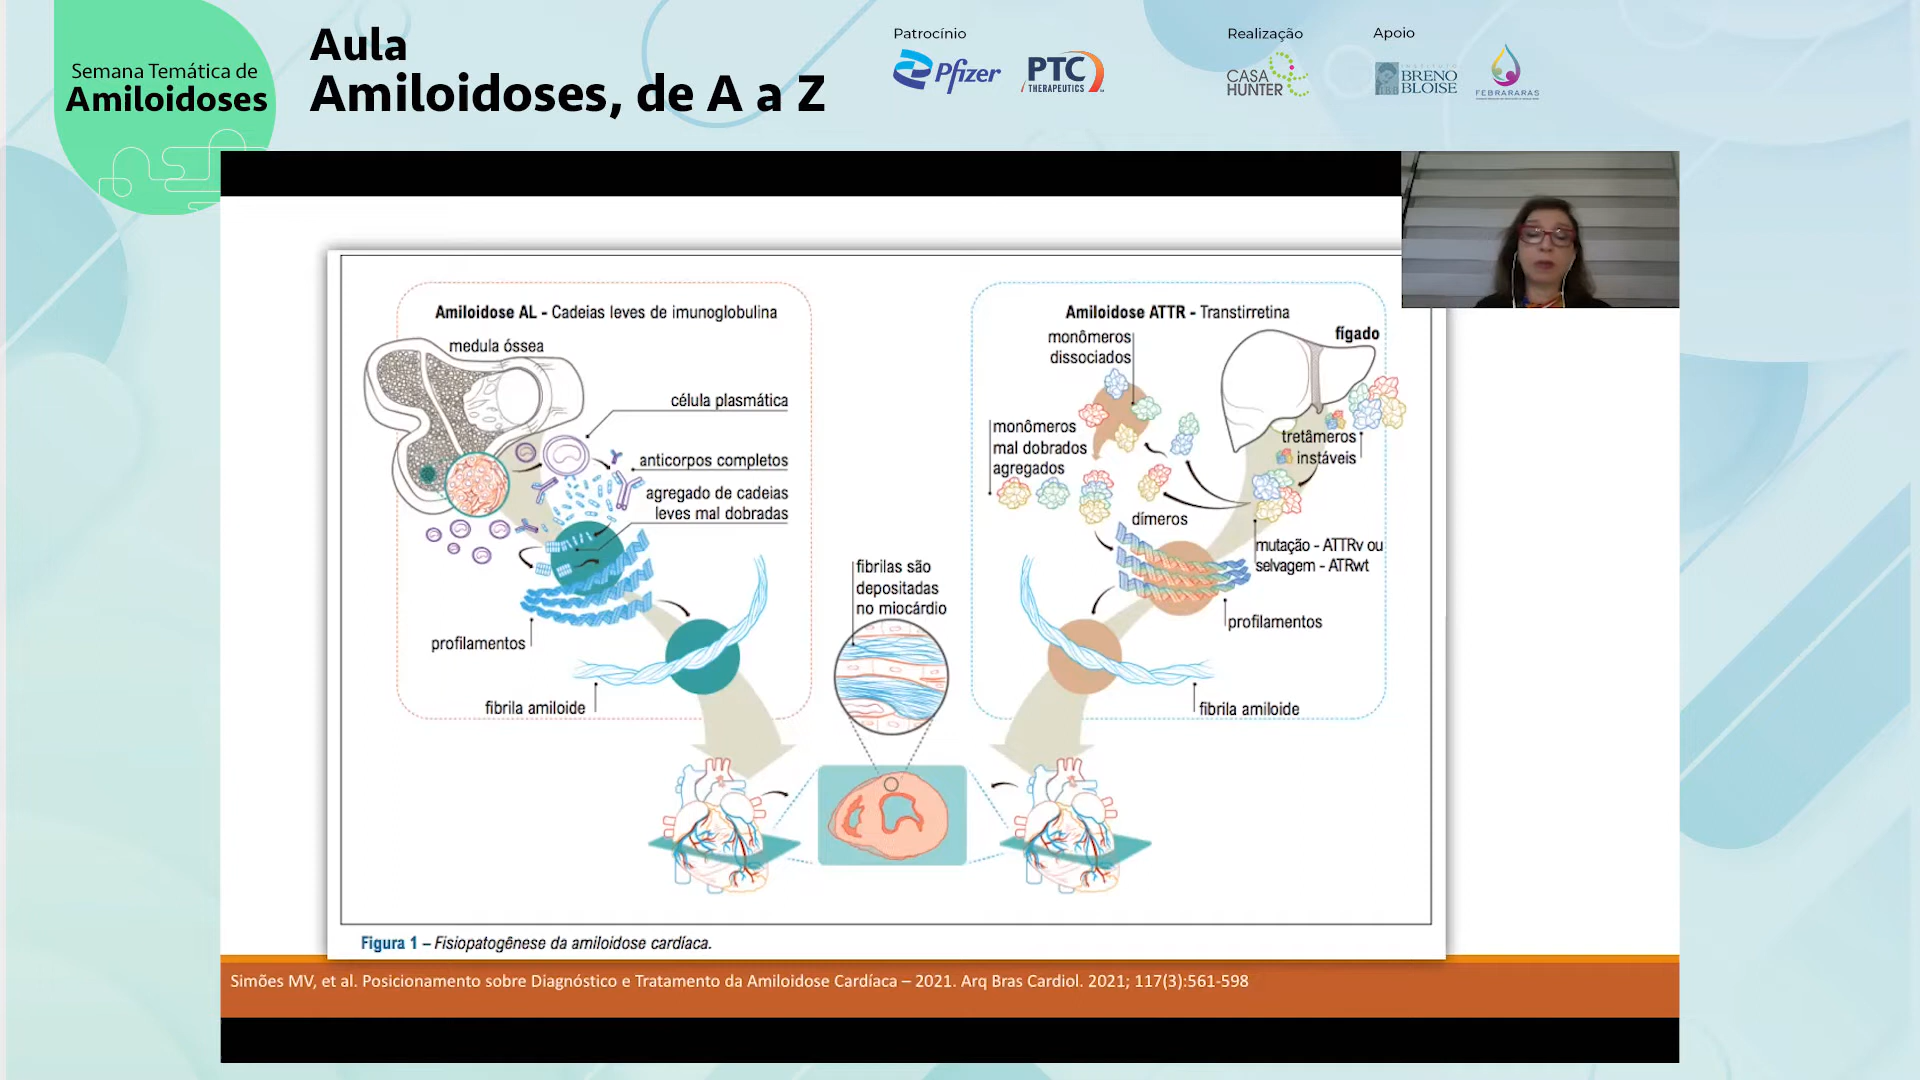 Semana Temática de
Amiloidoses
Aula
Amiloidoses, de A a Z
Patrocínio
Pfizer
PTC
THERAPEUTICS
Realização
CASA
HUNTER
Apoio
INSTITUTO
BRENO
BLOISE
FEBRARARAS
Amiloidose AL - Cadeias leves de imunoglobulina
medula óssea
célula plasmática
anticorpos completos
agregado de cadeias
leves mal dobradas
profilamentos
fibrila amiloide
fibrilas são
depositadas
no miocárdio
Amiloidose ATTR - Transtirretina
fígado
monômeros
dissociados
monômeros
mal dobrados
agregados
tretâmeros
instáveis
dímeros
mutação - ATTRv ou
selvagem - ATRwt
profilamentos
fibrila amiloide
Figura 1 – Fisiopatogênese da amiloidose cardíaca.
Simões MV, et al. Posicionamento sobre Diagnóstico e Tratamento da Amiloidose Cardíaca – 2021. Arq Bras Cardiol. 2021; 117(3):561-598